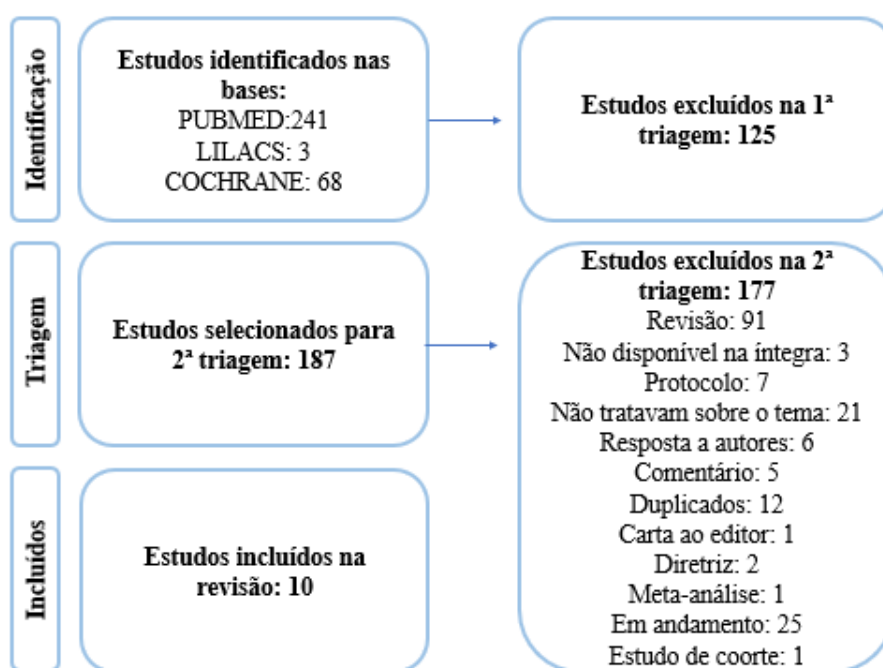 Identificação
Estudos identificados nas
bases:
PUBMED:241
LILACS: 3
COCHRANE: 68
Estudos excluídos na 1ª
triagem: 125
Triagem
Estudos selecionados para
2ª triagem: 187
Estudos excluídos na 2ª
triagem: 177
Revisão: 91
Não disponível na íntegra: 3
Protocolo: 7
Não tratavam sobre o tema: 21
Resposta a autores: 6
Comentário: 5
Duplicados: 12
Carta ao editor: 1
Diretriz: 2
Meta-análise: 1
Em andamento: 25
Estudo de coorte: 1
Incluídos
Estudos incluídos na
revisão: 10